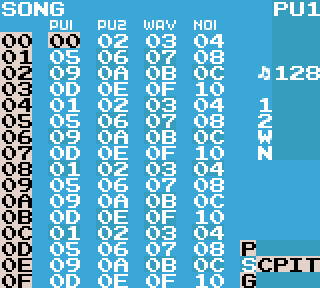 SONG PU1
PU1 PU2 WAV NOI
00 00 02 03 04
01 05 06 07 08
02 09 0A 0B 0C
♫128
03 0D 0E 0F 10
04 01 02 03 04 1
05 05 06 07 08 2
06 09 0A 0B 0C W
07 0D 0E 0F 10 N
08 01 02 03 04
09 05 06 07 08
0A 09 0A 0B 0C
0B 0D 0E 0F 10
0C 01 02 03 04
0D 05 06 07 08 P
0E 09 0A 0B 0C SCPIT
0F 0D 0E 0F 10 G